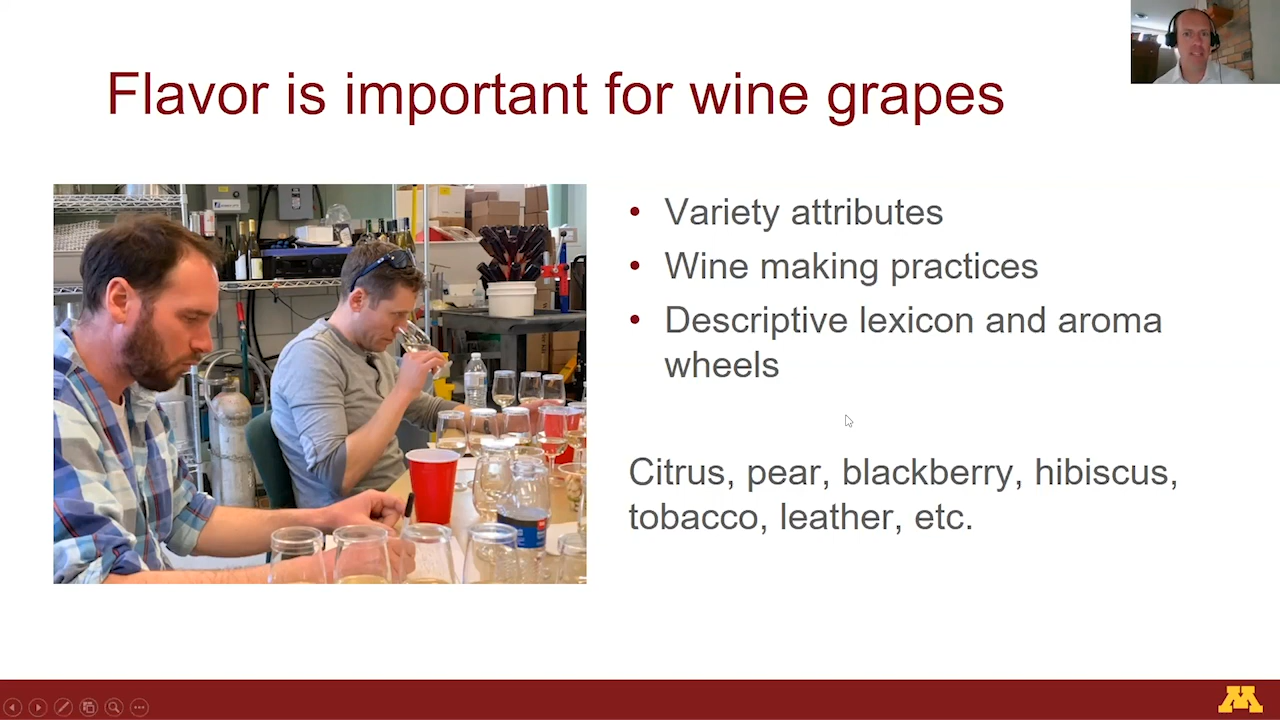 Flavor is important for wine grapes
• Variety attributes
• Wine making practices
• Descriptive lexicon and aroma
wheels
Citrus, pear, blackberry, hibiscus,
tobacco, leather, etc.
M